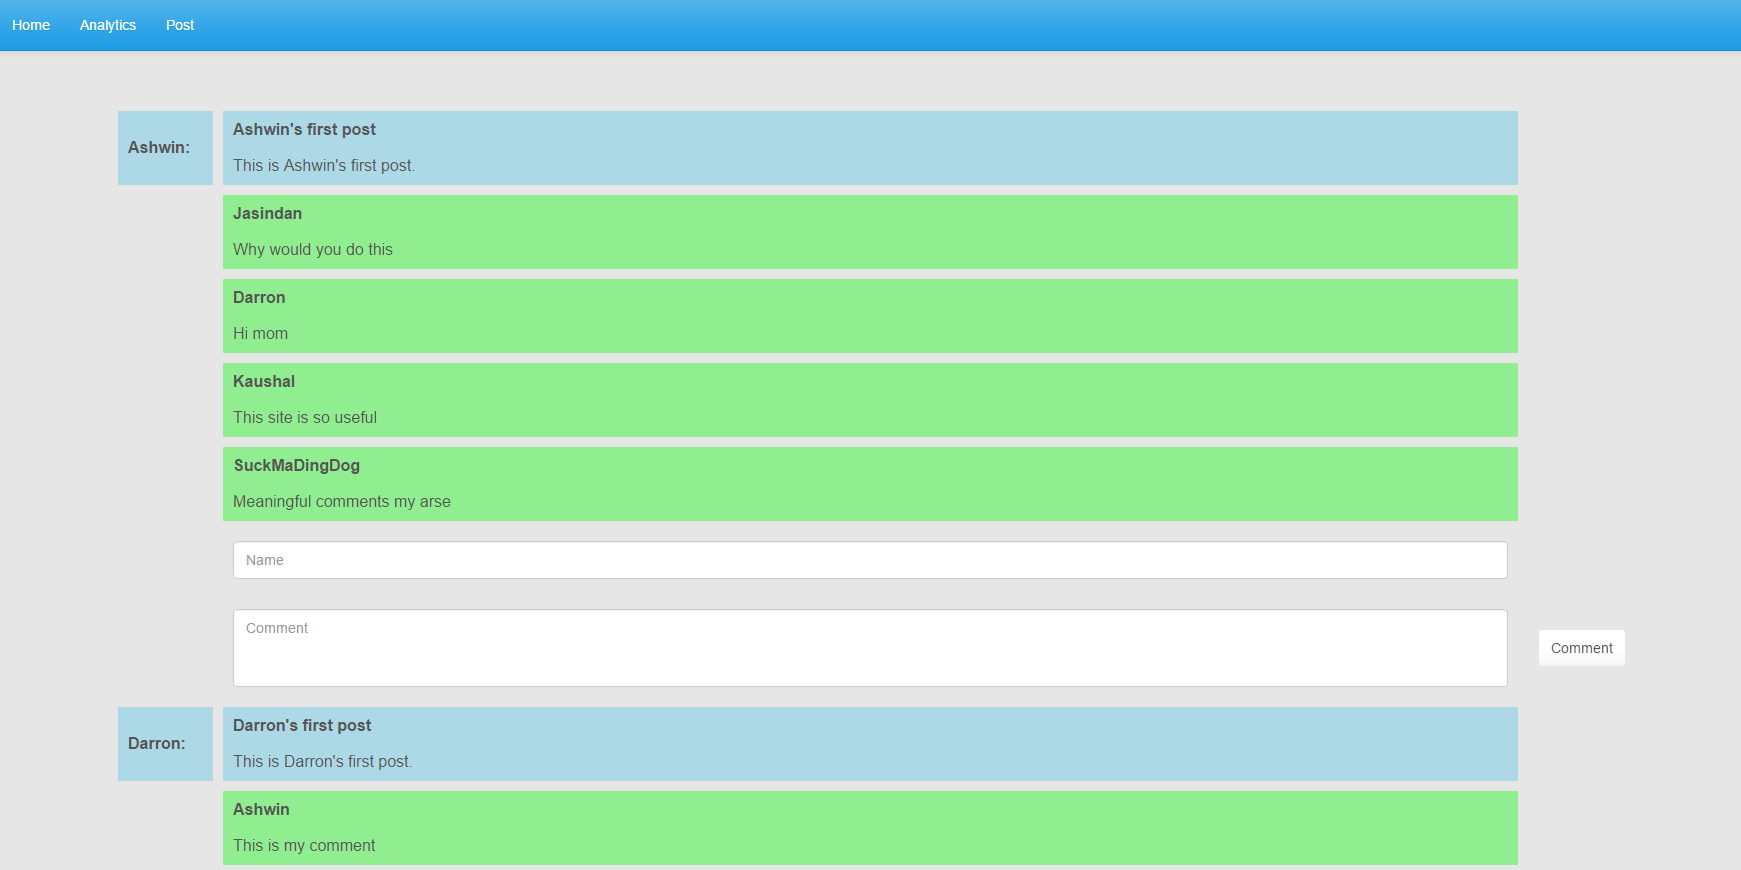 Home Analytics Post
Ashwin's first post
Ashwin:
This is Ashwin's first post.
Jasindan
Why would you do this
Darron
Hi mom
Kaushal
This site is so useful
SuckMaDingDog
Meaningful comments my arse
Name
Comment
Comment
Darron's first post
Darron:
This is Darron's first post.
Ashwin
This is my comment